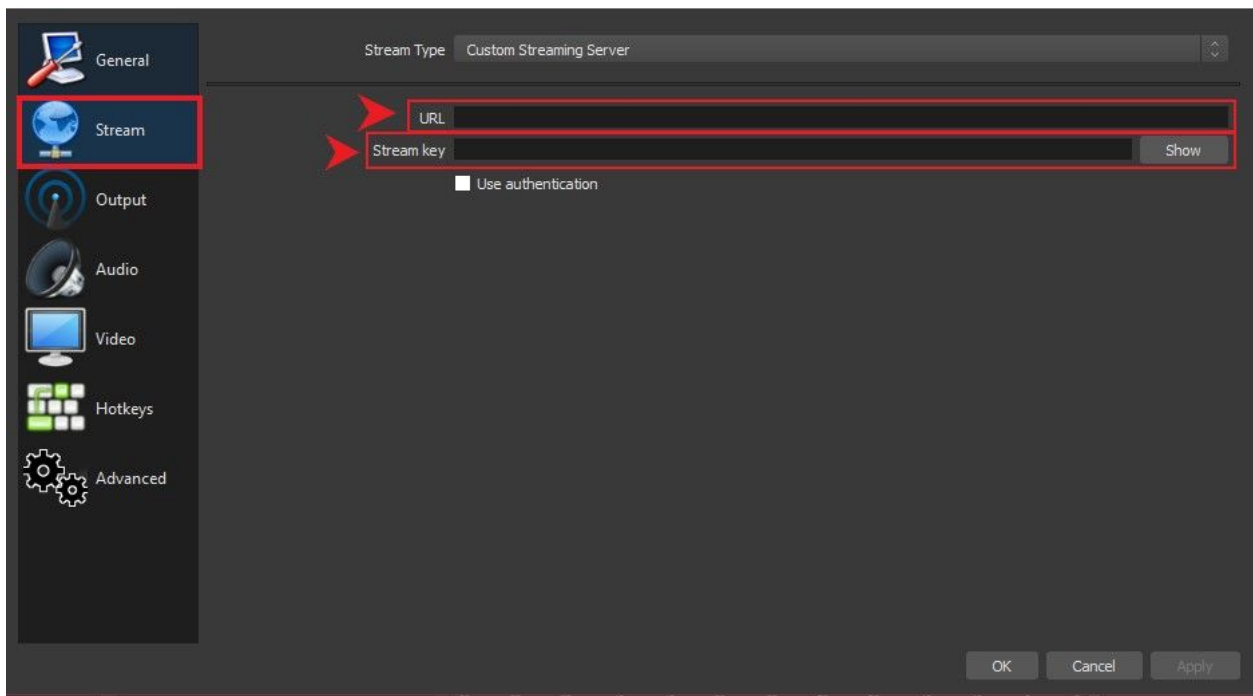 General
Stream
Output
Audio
Video
Hotkeys
Advanced
Stream Type Custom Streaming Server
URL
Stream key Show
Use authentication
OK Cancel Apply